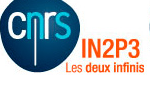 cnrs
IN2P3
Les deux infinis